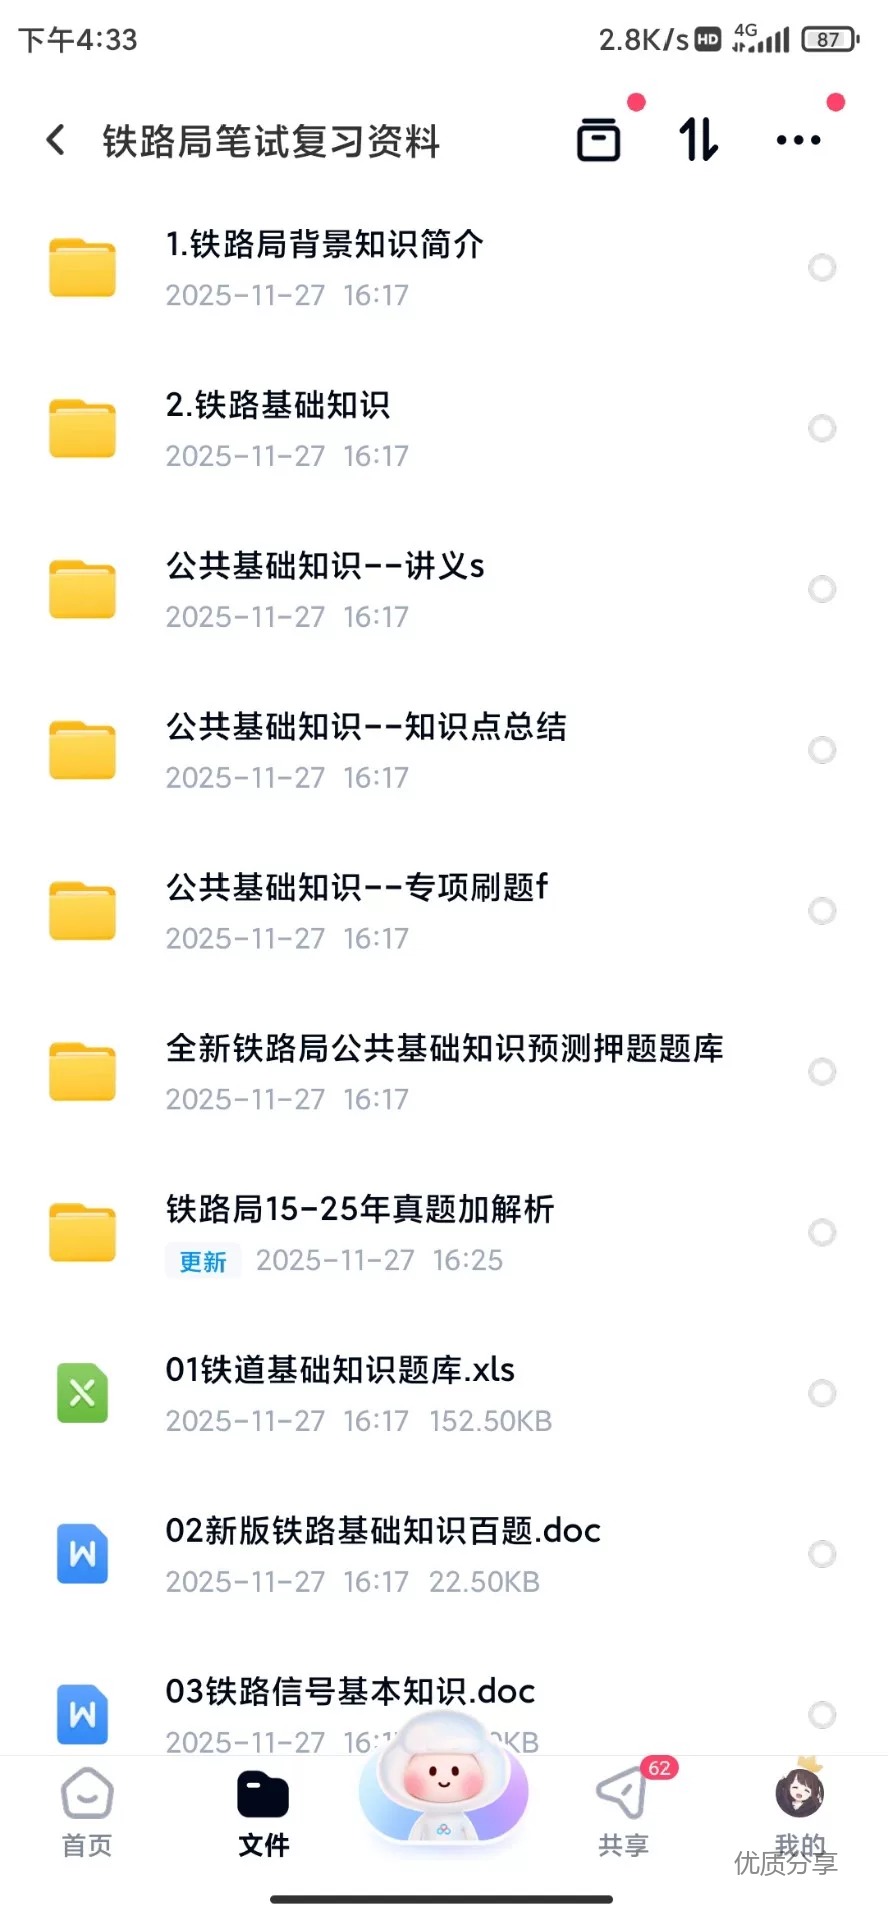 下午4:33
2.8K/s HD 4G 87
铁路局笔试复习资料
1.铁路局背景知识简介
2025-11-27 16:17
2.铁路基础知识
2025-11-27 16:17
公共基础知识--讲义s
2025-11-27 16:17
公共基础知识--知识点总结
2025-11-27 16:17
公共基础知识--专项刷题f
2025-11-27 16:17
全新铁路局公共基础知识预测押题题库
2025-11-27 16:17
铁路局15-25年真题加解析
更新 2025-11-27 16:25
01铁道基础知识题库.xls
2025-11-27 16:17 152.50KB
02新版铁路基础知识百题.doc
2025-11-27 16:17 22.50KB
03铁路信号基本知识.doc
2025-11-27
62
首页 文件 共享 我的
优质分享